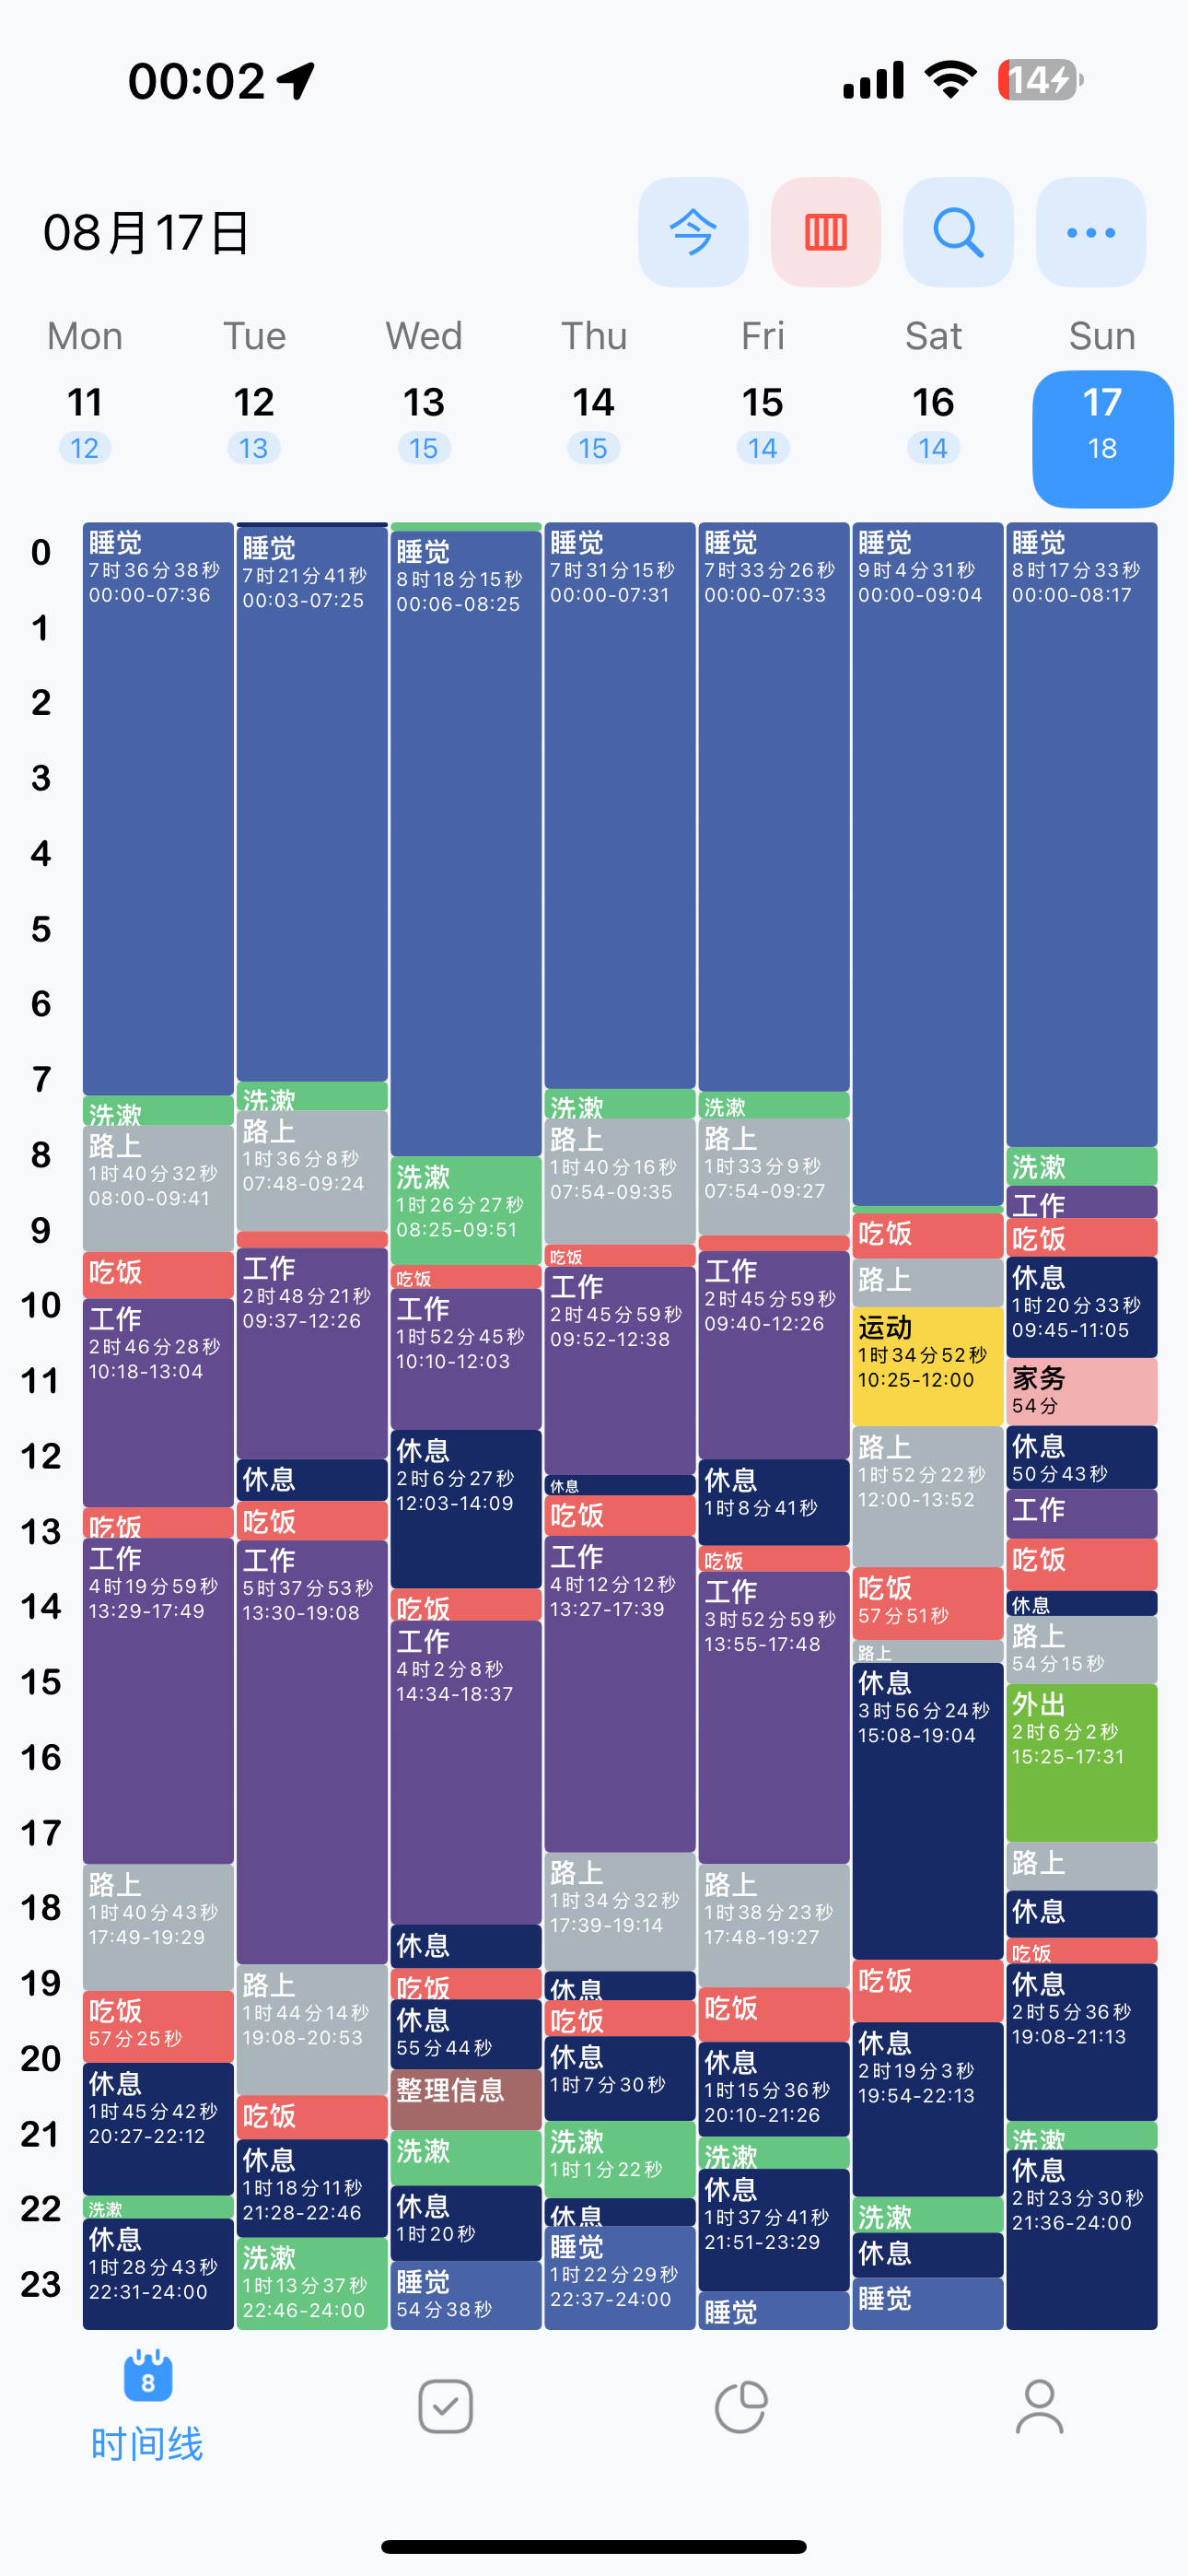 00:02
14
08月17日
今
Mon Tue Wed Thu Fri Sat Sun
11 12 13 14 15 16 17
12 13 15 15 14 14 18
0
1
2
3
4
5
6
7
8
9
10
11
12
13
14
15
16
17
18
19
20
21
22
23
睡觉
7时36分38秒
00:00-07:36
洗漱
路上
1时40分32秒
08:00-09:41
吃饭
工作
2时46分28秒
10:18-13:04
吃饭
工作
4时19分59秒
13:29-17:49
路上
1时40分43秒
17:49-19:29
吃饭
57分25秒
休息
1时45分42秒
20:27-22:12
洗漱
休息
1时28分43秒
22:31-24:00
睡觉
7时21分41秒
00:03-07:25
洗漱
路上
1时36分8秒
07:48-09:24
工作
2时48分21秒
09:37-12:26
休息
吃饭
工作
5时37分53秒
13:30-19:08
路上
1时44分14秒
19:08-20:53
吃饭
休息
1时18分11秒
21:28-22:46
洗漱
1时13分37秒
22:46-24:00
睡觉
8时18分15秒
00:06-08:25
洗漱
1时26分27秒
08:25-09:51
吃饭
工作
1时52分45秒
10:10-12:03
休息
2时6分27秒
12:03-14:09
吃饭
工作
4时2分8秒
14:34-18:37
休息
吃饭
休息
55分44秒
整理信息
洗漱
休息
1时20秒
睡觉
54分38秒
睡觉
7时31分15秒
00:00-07:31
洗漱
路上
1时40分16秒
07:54-09:35
吃饭
工作
2时45分59秒
09:52-12:38
休息
吃饭
工作
4时12分12秒
13:27-17:39
路上
1时34分32秒
17:39-19:14
休息
吃饭
休息
1时7分30秒
洗漱
1时1分22秒
休息
睡觉
1时22分29秒
22:37-24:00
睡觉
7时33分26秒
00:00-07:33
洗漱
路上
1时33分9秒
07:54-09:27
工作
2时45分59秒
09:40-12:26
休息
1时8分41秒
吃饭
工作
3时52分59秒
13:55-17:48
路上
1时38分23秒
17:48-19:27
吃饭
休息
1时15分36秒
20:10-21:26
洗漱
休息
1时37分41秒
21:51-23:29
睡觉
睡觉
9时4分31秒
00:00-09:04
吃饭
路上
运动
1时34分52秒
10:25-12:00
路上
1时52分22秒
12:00-13:52
吃饭
57分51秒
路上
休息
3时56分24秒
15:08-19:04
吃饭
休息
2时19分3秒
19:54-22:13
洗漱
休息
睡觉
睡觉
8时17分33秒
00:00-08:17
洗漱
工作
吃饭
休息
1时20分33秒
09:45-11:05
家务
54分
休息
50分43秒
工作
吃饭
休息
路上
54分15秒
外出
2时6分2秒
15:25-17:31
路上
休息
吃饭
休息
2时5分36秒
19:08-21:13
洗漱
休息
2时23分30秒
21:36-24:00
8
时间线